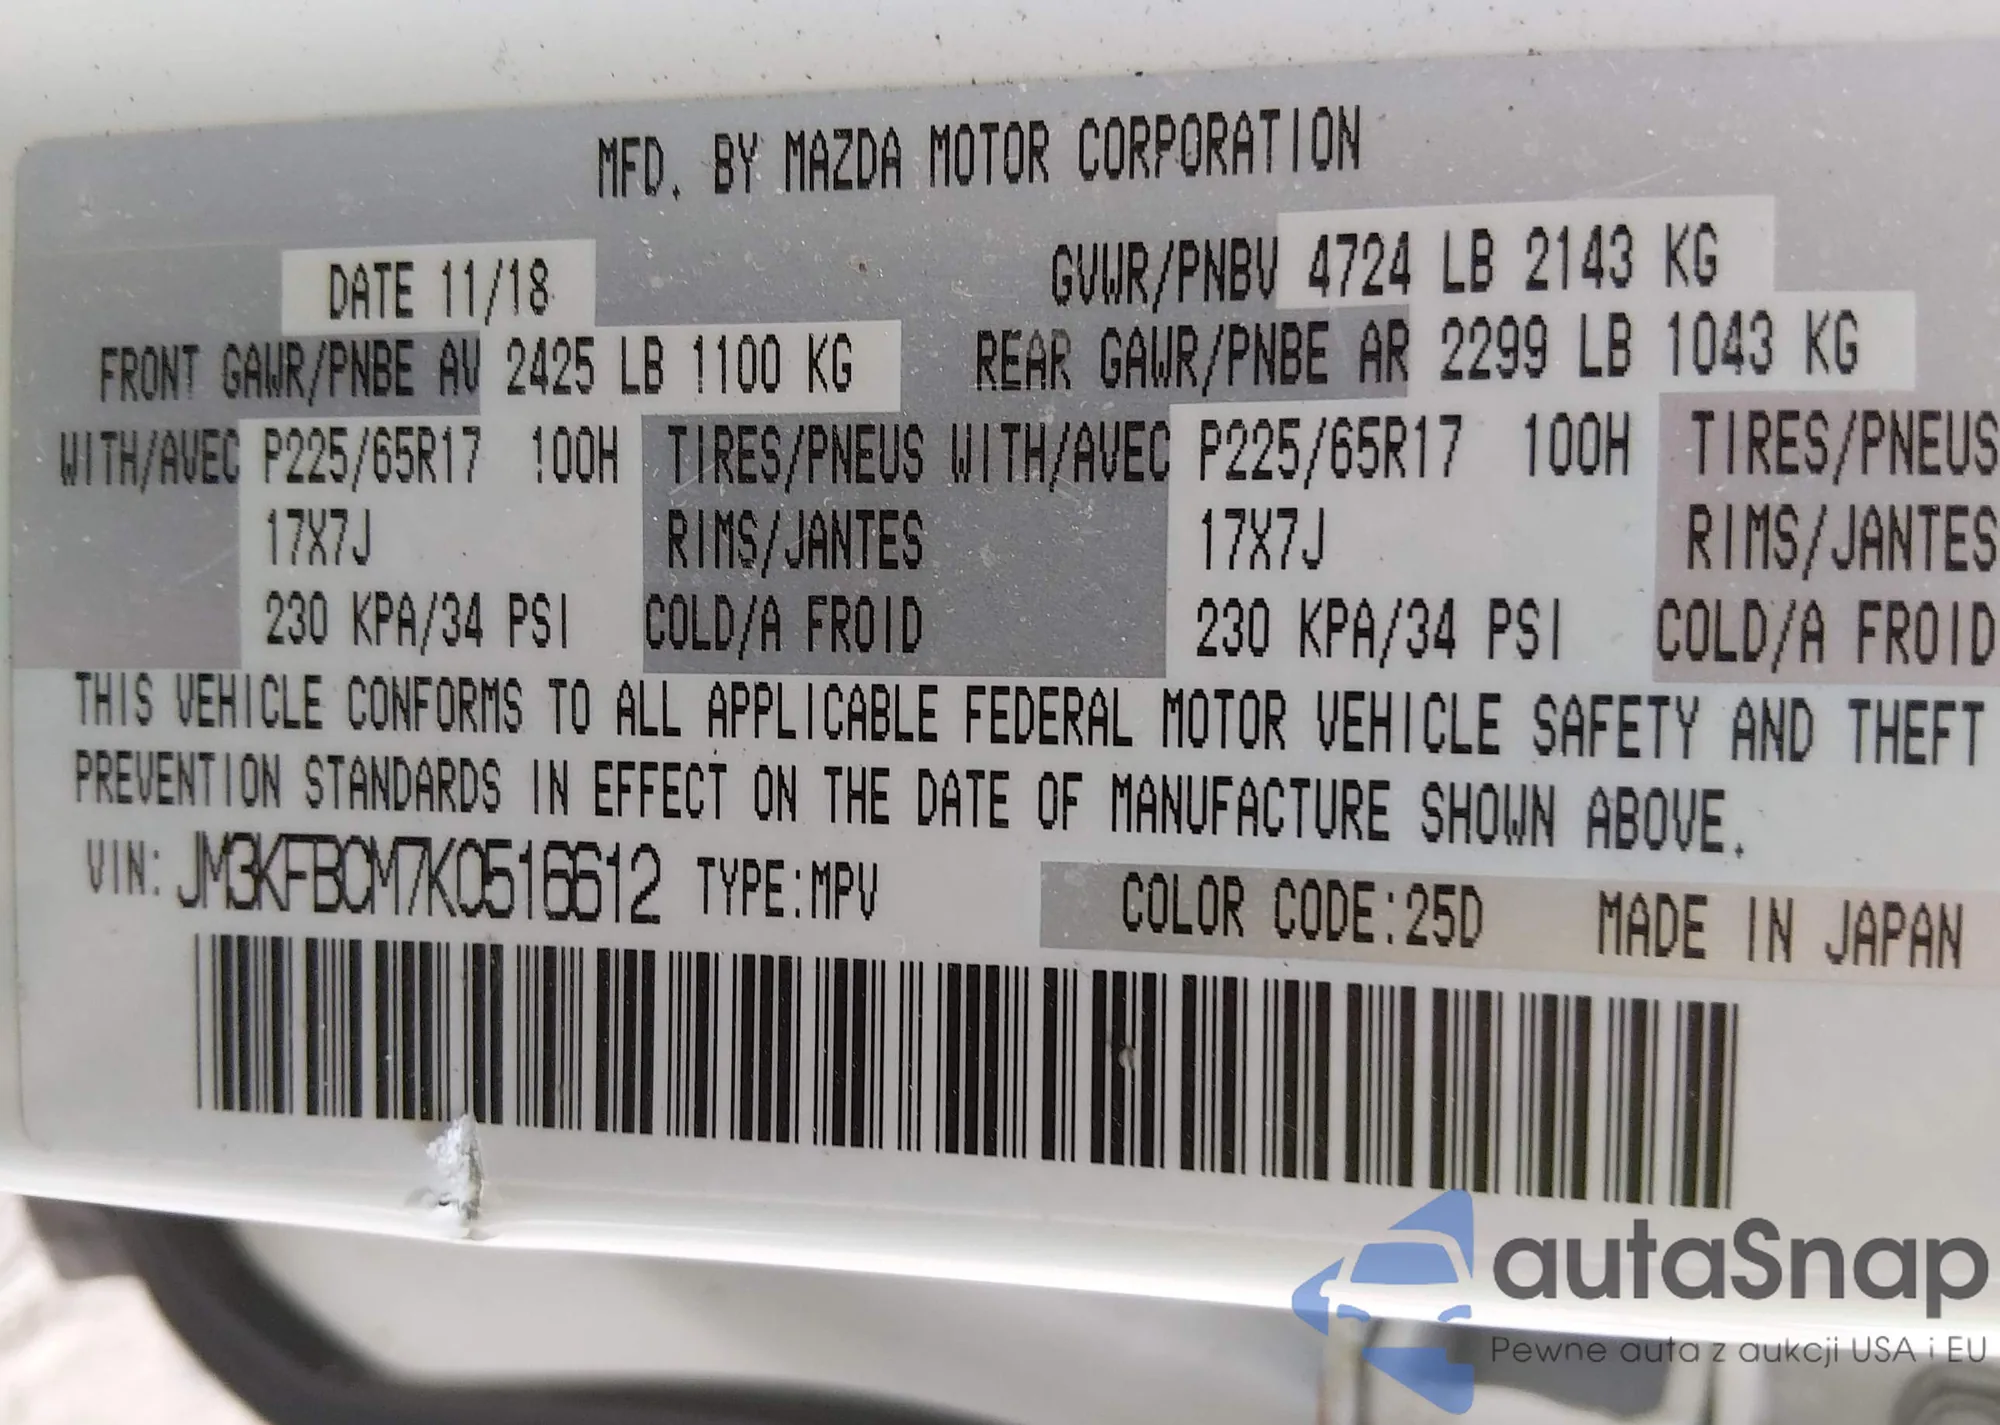 MFD. BY MAZDA MOTOR CORPORATION
DATE 11/18 GVWR/PNBV 4724 LB 2143 KG
FRONT GAWR/PNBE AV 2425 LB 1100 KG REAR GAWR/PNBE AR 2299 LB 1043 KG
WITH/AVEC P225/65R17 100H TIRES/PNEUS WITH/AVEC P225/65R17 100H TIRES/PNEUS
17X7J RIMS/JANTES 17X7J RIMS/JANTES
230 KPA/34 PSI COLD/A FROID 230 KPA/34 PSI COLD/A FROID
THIS VEHICLE CONFORMS TO ALL APPLICABLE FEDERAL MOTOR VEHICLE SAFETY AND THEFT
PREVENTION STANDARDS IN EFFECT ON THE DATE OF MANUFACTURE SHOWN ABOVE.
VIN: JM3KFBCM7K0516612 TYPE:MPV COLOR CODE:25D MADE IN JAPAN
autaSnap
Pewne auta z aukcji USA i EU